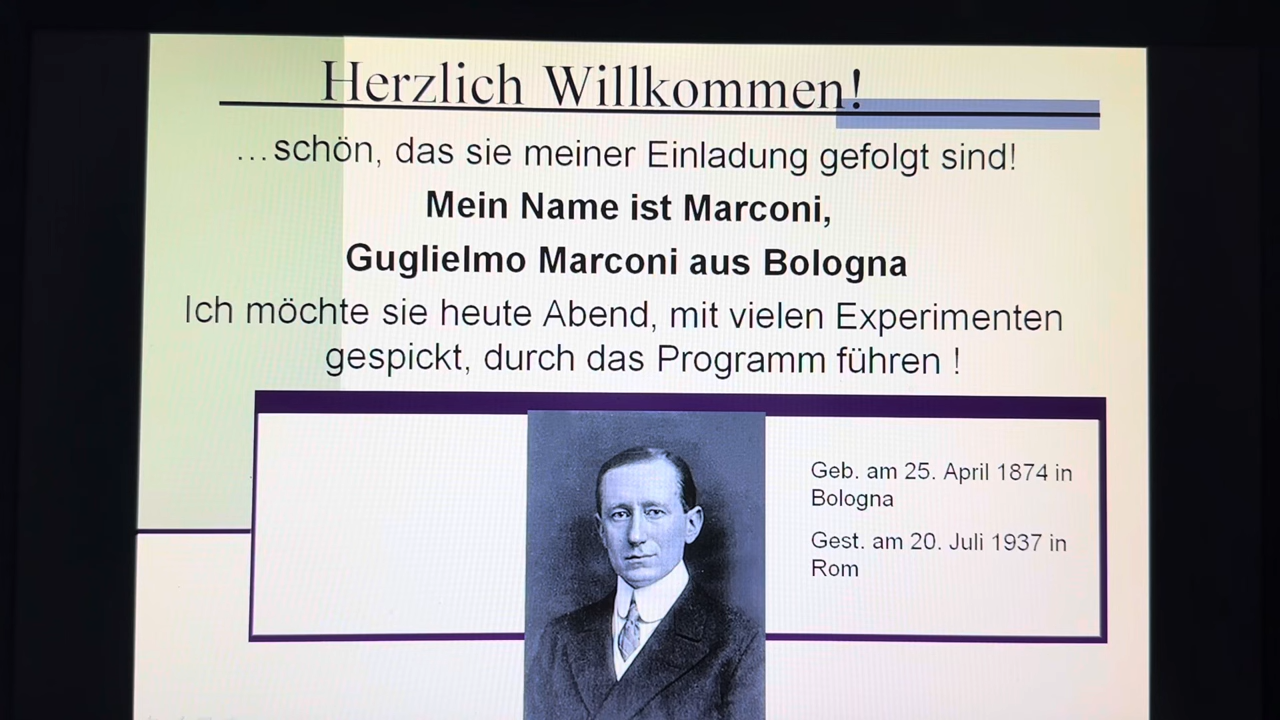 Herzlich Willkommen!
...schön, das sie meiner Einladung gefolgt sind!
Mein Name ist Marconi,
Guglielmo Marconi aus Bologna
Ich möchte sie heute Abend, mit vielen Experimenten
gespickt, durch das Programm führen !
Geb. am 25. April 1874 in
Bologna
Gest. am 20. Juli 1937 in
Rom